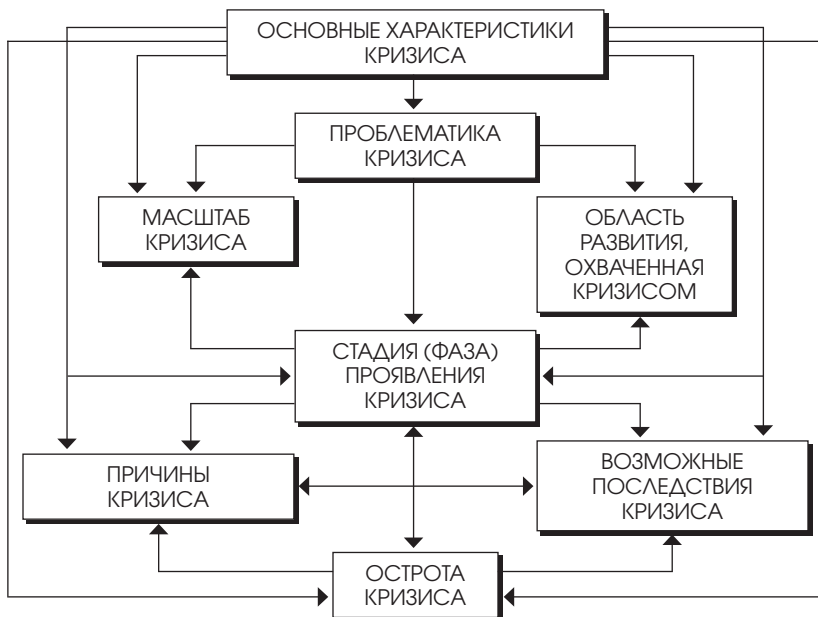 ОСНОВНЫЕ ХАРАКТЕРИСТИКИ
КРИЗИСА
ПРОБЛЕМАТИКА
КРИЗИСА
МАСШТАБ
КРИЗИСА
ОБЛАСТЬ
РАЗВИТИЯ,
ОХВАЧЕННАЯ
КРИЗИСОМ
СТАДИЯ (ФАЗА)
ПРОЯВЛЕНИЯ
КРИЗИСА
ПРИЧИНЫ
КРИЗИСА
ВОЗМОЖНЫЕ
ПОСЛЕДСТВИЯ
КРИЗИСА
ОСТРОТА
КРИЗИСА